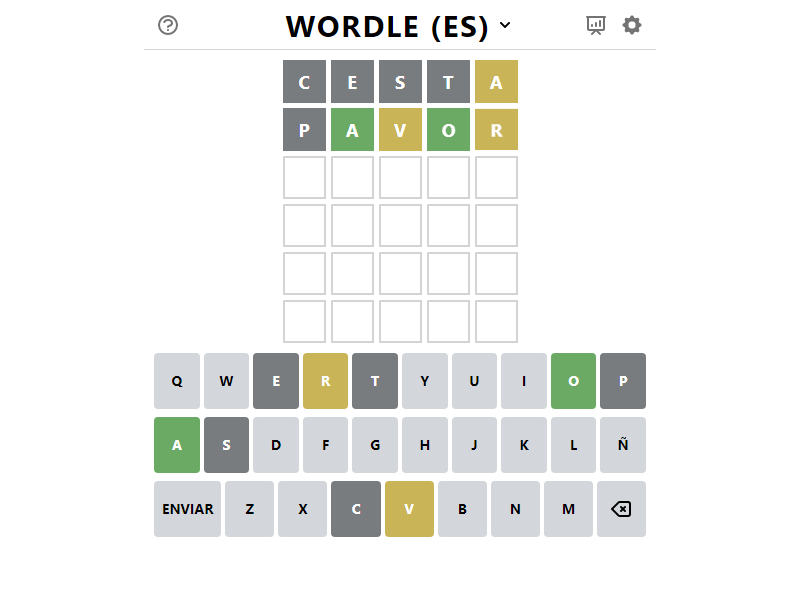 WORDLE (ES)
C E S T A
P A V O R
Q W E R T Y U I O P
A S D F G H J K L Ñ
ENVIAR Z X C V B N M